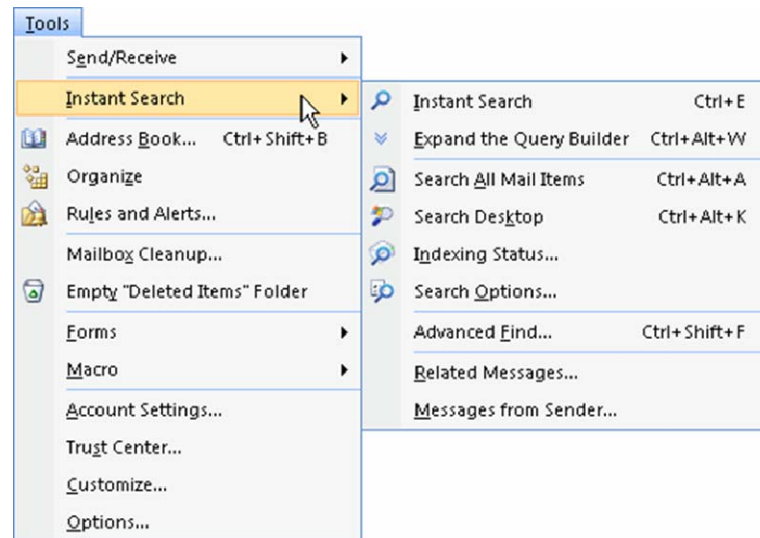 Tools
Send/Receive
Instant Search
Address Book... Ctrl+Shift+B
Organize
Rules and Alerts...
Mailbox Cleanup...
Empty "Deleted Items" Folder
Forms
Macro
Account Settings...
Trust Center...
Customize...
Options...
Instant Search Ctrl+E
Expand the Query Builder Ctrl+Alt+W
Search All Mail Items Ctrl+Alt+A
Search Desktop Ctrl+Alt+K
Indexing Status...
Search Options...
Advanced Find... Ctrl+Shift+F
Related Messages...
Messages from Sender...